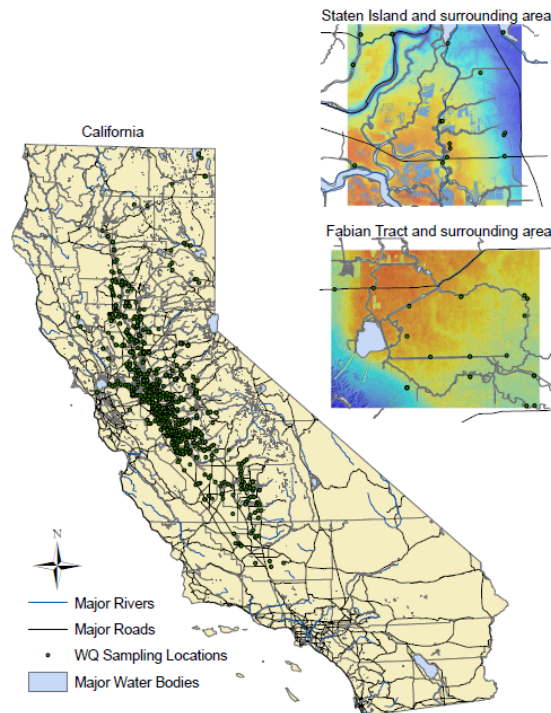 Staten Island and surrounding area
California
Fabian Tract and surrounding area
N
Major Rivers
Major Roads
WQ Sampling Locations
Major Water Bodies